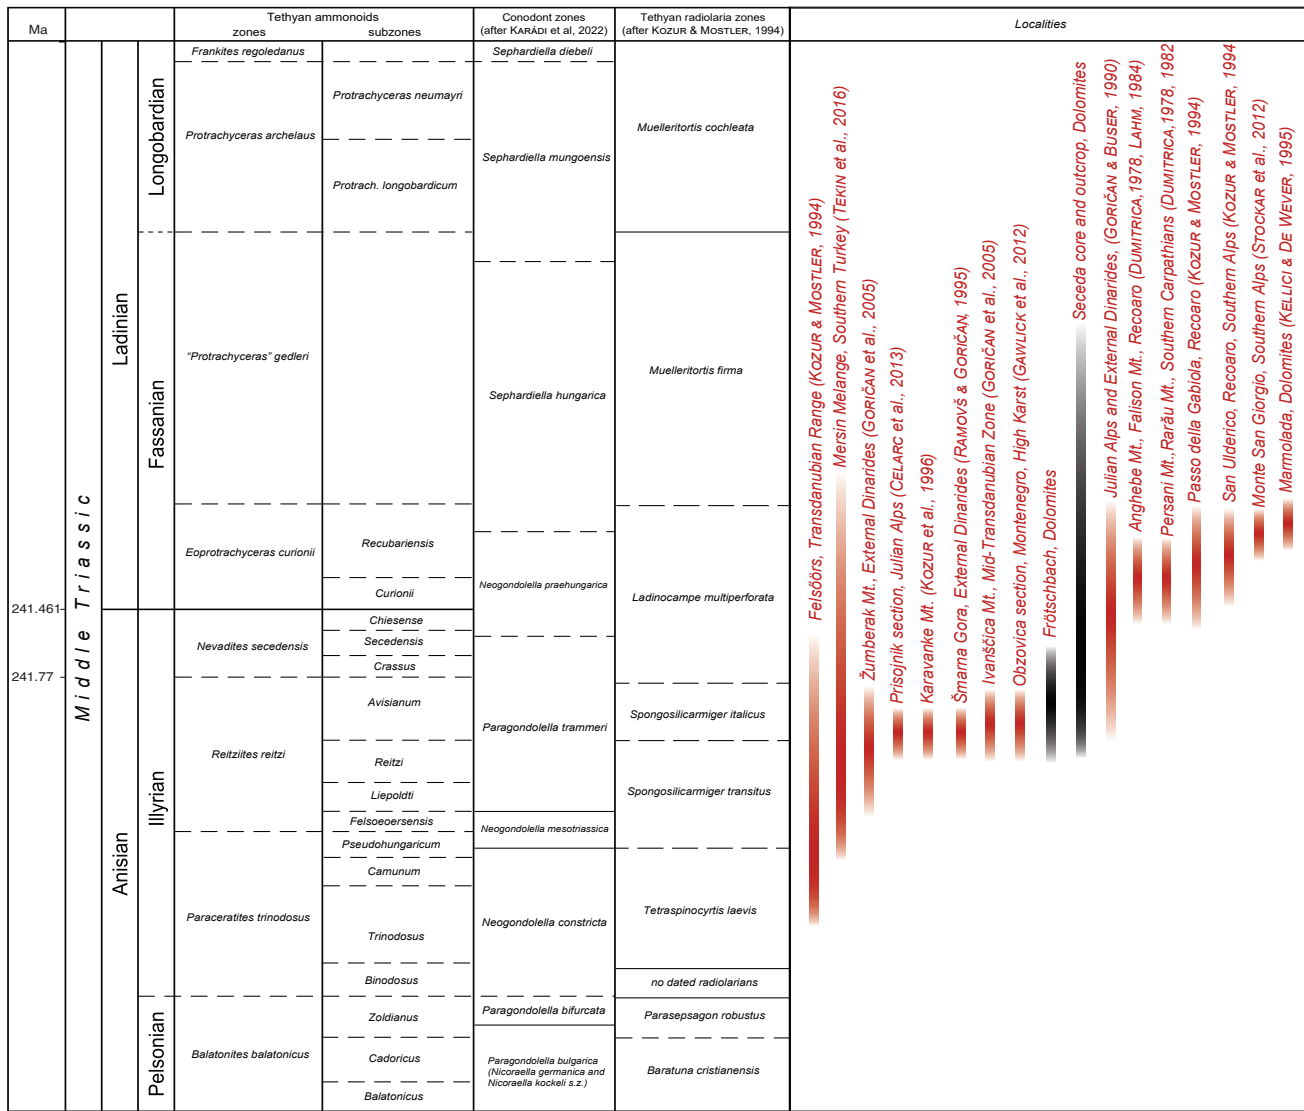 Ma
Tethyan ammonoids
zones
subzones
Conodont zones
(after KARÁDI et al, 2022)
Tethyan radiolaria zones
(after KOZUR & MOSTLER, 1994)
Localities
241.461
241.77
Middle Triassic
Ladinian
Anisian
Longobardian
Fassanian
Illyrian
Pelsonian
Frankites regoledanus
Protrachyceras archelaus
"Protrachyceras" gedleri
Eoprotrachyceras curionii
Nevadites secedensis
Reitziites reitzi
Paraceratites trinodosus
Balatonites balatonicus
Protrachyceras neumayri
Protrach. longobardicum
Recubariensis
Curionii
Chiesense
Secedensis
Crassus
Avisianum
Reitzi
Liepoldti
Felsoeoersensis
Pseudohungaricum
Camunum
Trinodosus
Binodosus
Zoldianus
Cadoricus
Balatonicus
Sephardiella diebeli
Sephardiella mungoensis
Sephardiella hungarica
Neogondolella praehungarica
Paragondolella trammeri
Neogondolella mesotriassica
Neogondolella constricta
Paragondolella bifurcata
Paragondolella bulgarica
(Nicoraella germanica and
Nicoraella kockeli s.z.)
Muelleritortis cochleata
Muelleritortis firma
Ladinocampe multiperforata
Spongosilicarmiger italicus
Spongosilicarmiger transitus
Tetraspinocyrtis laevis
no dated radiolarians
Parasepsagon robustus
Baratuna cristianensis
Felsőörs, Transdanubian Range (KOZUR & MOSTLER, 1994)
Mersin Melange, Southern Turkey (TEKIN et al., 2016)
Žumberak Mt., External Dinarides (GORIČAN et al., 2005)
Prisojnik section, Julian Alps (CELARC et al., 2013)
Karavanke Mt. (KOZUR et al., 1996)
Šmarna Gora, External Dinarides (RAMOVŠ & GORIČAN, 1995)
Ivanščica Mt., Mid-Transdanubian Zone (GORIČAN et al., 2005)
Obzovica section, Montenegro, High Karst (GAWLICK et al., 2012)
Frötschbach, Dolomites
Seceda core and outcrop, Dolomites
Julian Alps and External Dinarides, (GORIČAN & BUSER, 1990)
Anghebe Mt., Falison Mt., Recoaro (DUMITRICA,1978, LAHM, 1984)
Persani Mt.,Rarău Mt., Southern Carpathians (DUMITRICA,1978, 1982
Passo della Gabiola, Recoaro (KOZUR & MOSTLER, 1994)
San Ulderico, Recoaro, Southern Alps (KOZUR & MOSTLER, 1994
Monte San Giorgio, Southern Alps (STOCKAR et al., 2012)
Marmolada, Dolomites (KELLICI & DE WEVER, 1995)